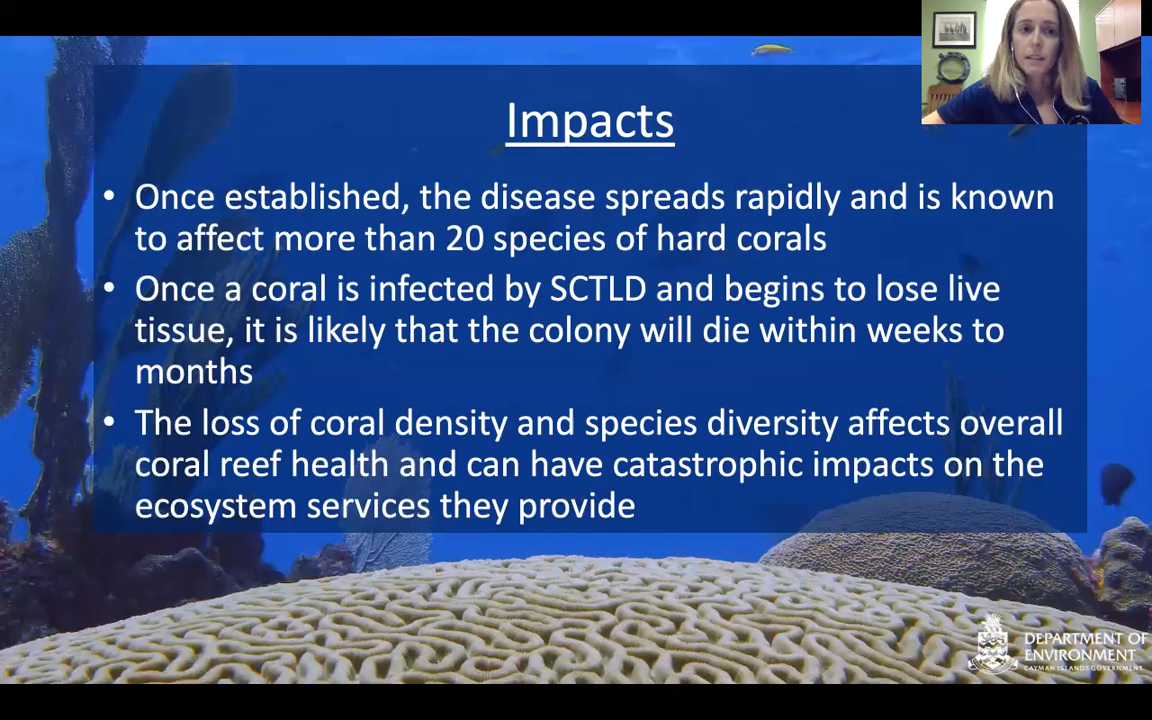 Impacts
• Once established, the disease spreads rapidly and is known
to affect more than 20 species of hard corals
• Once a coral is infected by SCTLD and begins to lose live
tissue, it is likely that the colony will die within weeks to
months
• The loss of coral density and species diversity affects overall
coral reef health and can have catastrophic impacts on the
ecosystem services they provide
DEPARTMENT OF
ENVIRONMENT
CAYMAN ISLANDS GOVERNMENT